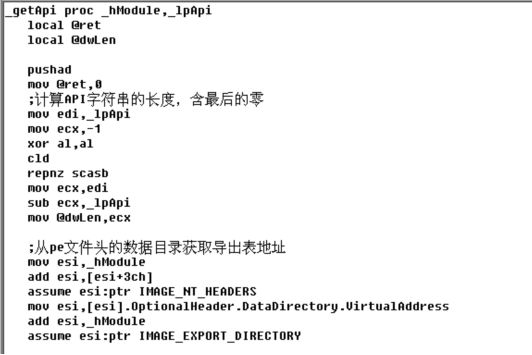 _getApi proc _hModule,_lpApi
local @ret
local @dwLen
pushad
mov @ret,0
;计算API字符串的长度，含最后的零
mov edi,_lpApi
mov ecx,-1
xor al,al
cld
repnz scasb
mov ecx,edi
sub ecx,_lpApi
mov @dwLen,ecx
;从pe文件头的数据目录获取导出表地址
mov esi,_hModule
add esi,[esi+3ch]
assume esi:ptr IMAGE_NT_HEADERS
mov esi,[esi].OptionalHeader.DataDirectory.VirtualAddress
add esi,_hModule
assume esi:ptr IMAGE_EXPORT_DIRECTORY